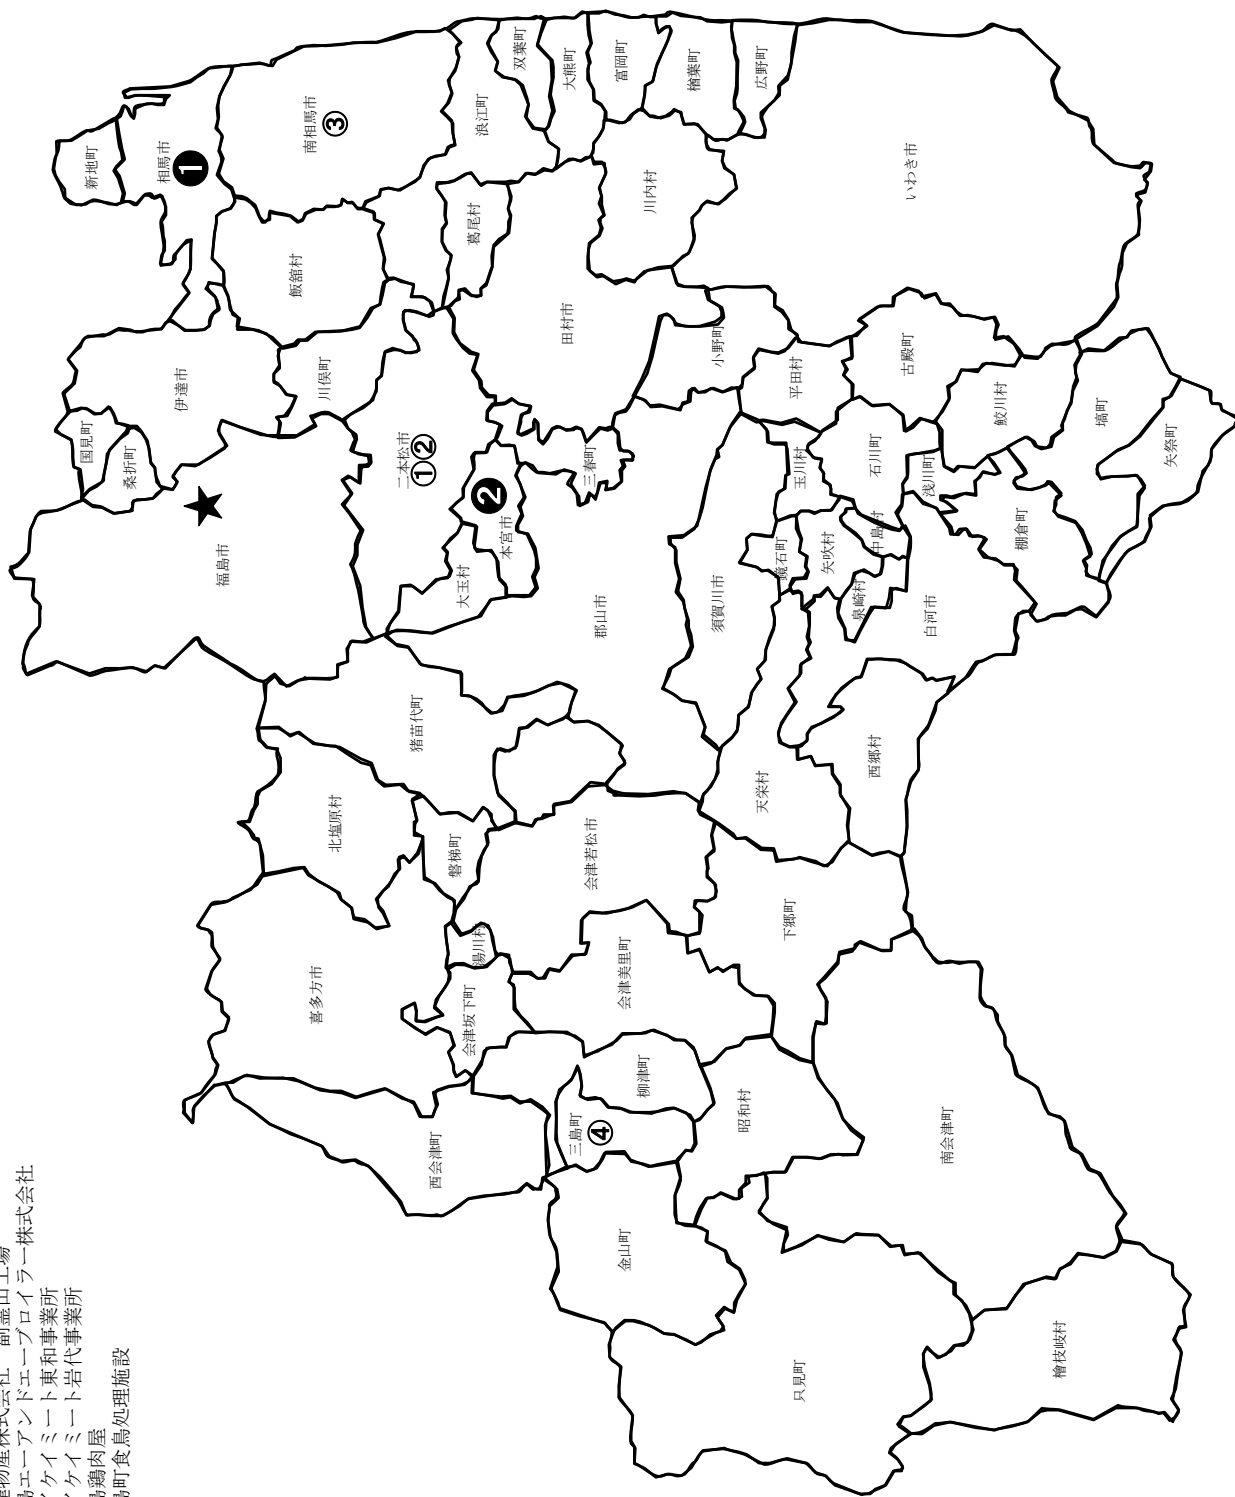 新地町
相馬市
❶
南相馬市
③
浪江町
双葉町
大熊町
富岡町
楢葉町
広野町
飯舘村
葛尾村
川内村
いわき市
国見町
桑折町
伊達市
川俣町
二本松市
①②
田村市
小野町
平田村
古殿町
鮫川村
塙町
矢祭町
★
福島市
大玉村
❷
本宮市
三春町
郡山市
須賀川市
玉川村
石川町
浅川町
鏡石町
矢吹村
中島村
泉崎村
白河市
棚倉町
猪苗代町
北塩原村
磐梯町
会津若松市
天栄村
西郷村
喜多方市
湯川村
会津坂下町
会津美里町
下郷町
西会津町
柳津町
三島町
④
昭和村
南会津町
金山町
只見町
檜枝岐村
物産株式会社
エーアンドエーブロイラー株式会社
ケイミート東和事業所
ケイミート岩代事業所
鶏肉屋
町食鳥処理施設